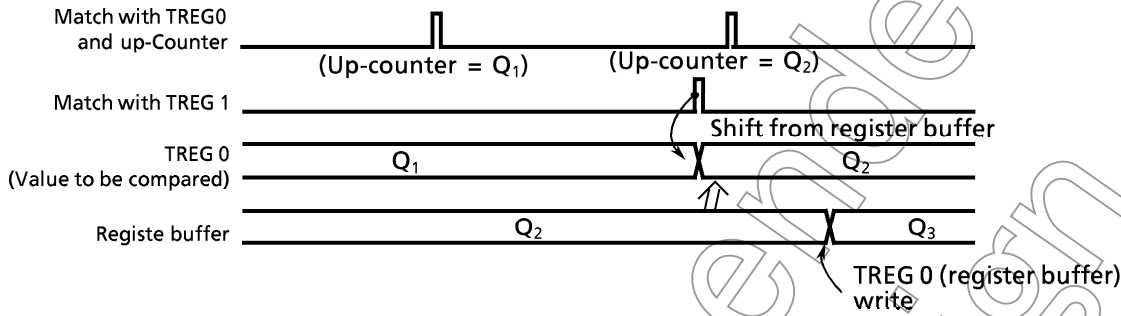 Match with TREG0
and up-Counter
(Up-counter = Q1)
(Up-counter = Q2)
Match with TREG 1
Shift from register buffer
TREG 0
(Value to be compared)
Q1
Q2
Registe buffer
Q2
Q3
TREG 0 (register buffer)
write